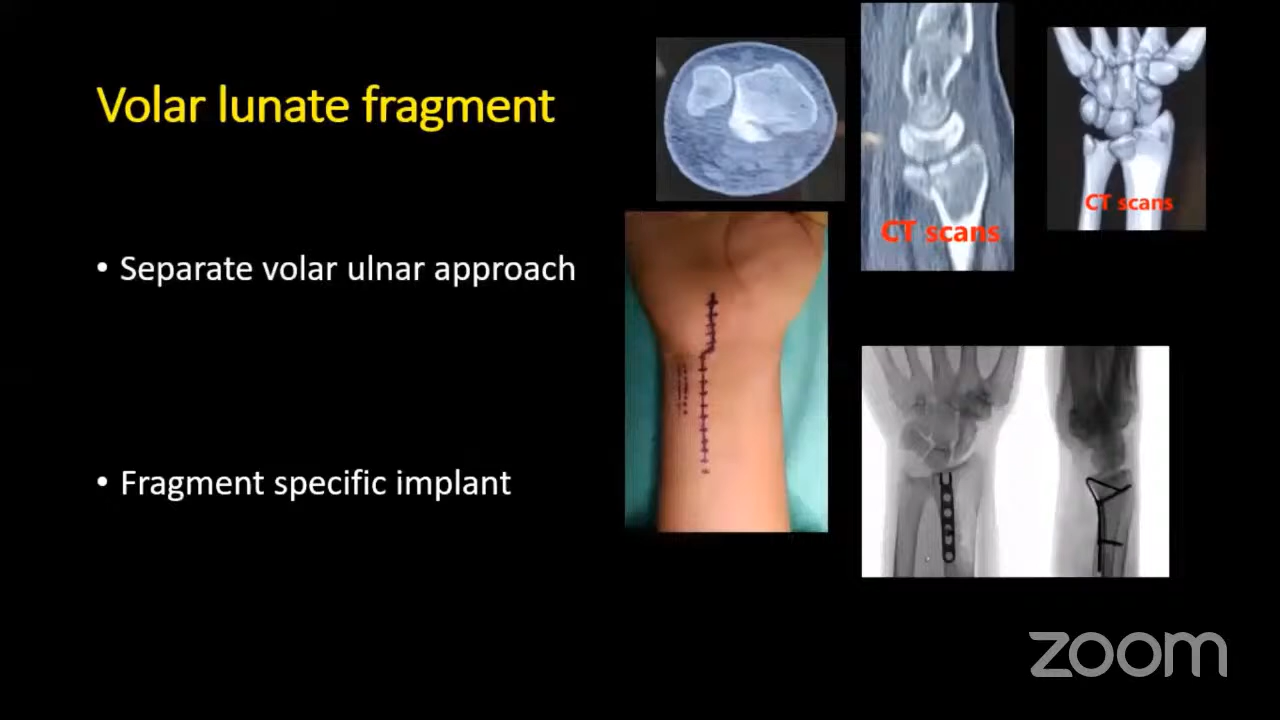 Volar lunate fragment
• Separate volar ulnar approach
• Fragment specific implant
CT scans
CT scans
zoom